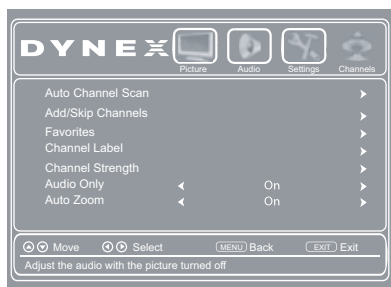 DYNEX
Picture Audio Settings Channels
Auto Channel Scan
Add/Skip Channels
Favorites
Channel Label
Channel Strength
Audio Only On
Auto Zoom On
Move Select MENU Back EXIT Exit
Adjust the audio with the picture turned off